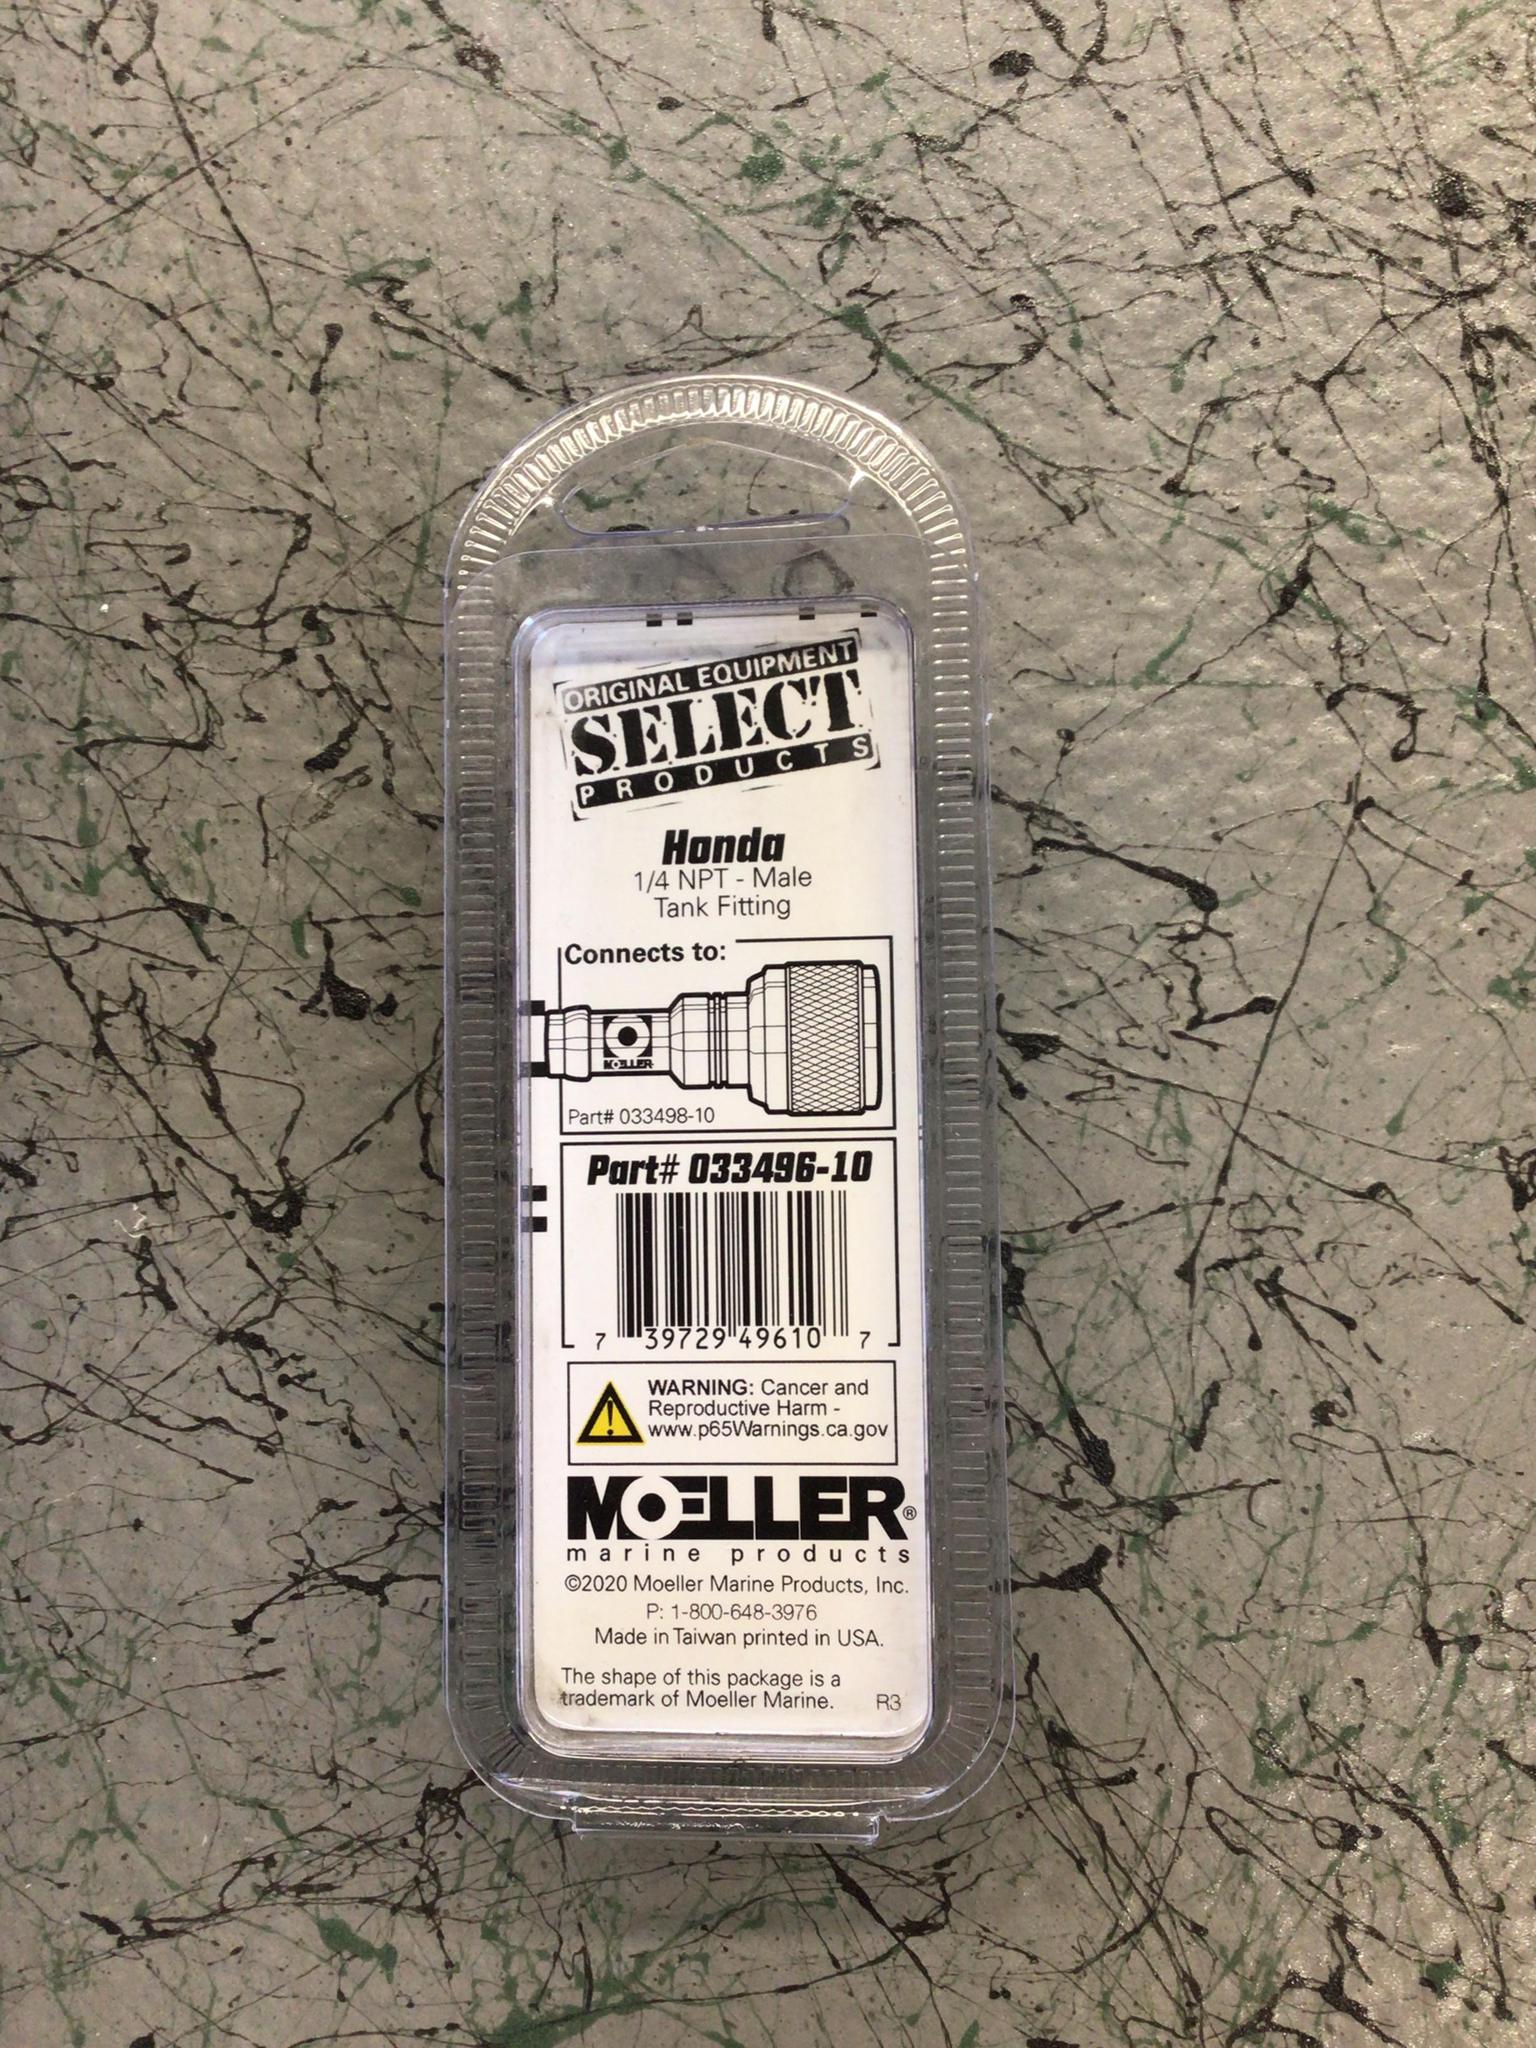 ORIGINAL EQUIPMENT
SELECT
PRODUCTS
Honda
1/4 NPT - Male
Tank Fitting
Connects to:
MOELLER
Part# 033498-10
Part# 033496-10
7 39729 49610 7
WARNING: Cancer and
Reproductive Harm -
www.p65Warnings.ca.gov
MOELLER®
marine products
©2020 Moeller Marine Products, Inc.
P: 1-800-648-3976
Made in Taiwan printed in USA.
The shape of this package is a
trademark of Moeller Marine. R3